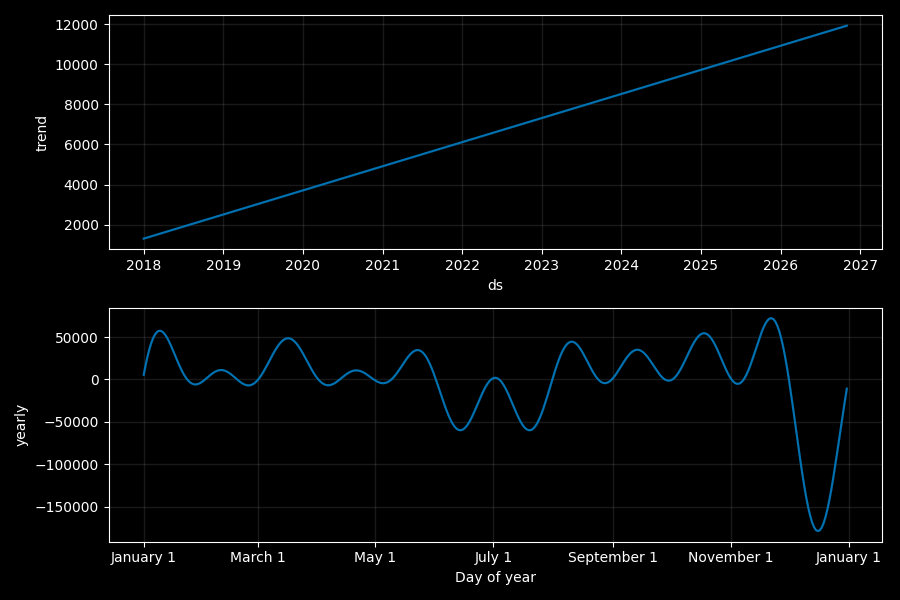 12000
10000
8000
6000
4000
2000
trend
2018 2019 2020 2021 2022 2023 2024 2025 2026 2027
ds
50000
0
−50000
−100000
−150000
yearly
January 1 March 1 May 1 July 1 September 1 November 1 January 1
Day of year